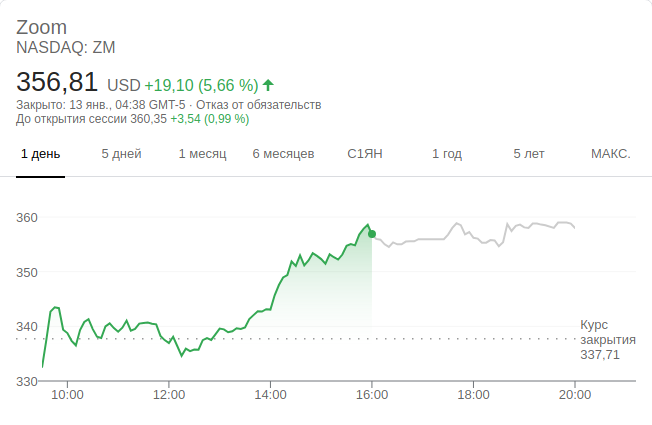 Zoom
NASDAQ: ZM
356,81 USD +19,10 (5,66 %)
Закрыто: 13 янв., 04:38 GMT-5 · Отказ от обязательств
До открытия сессии 360,35 +3,54 (0,99 %)
1 день 5 дней 1 месяц 6 месяцев С1ЯН 1 год 5 лет МАКС.
360
350
340
Курс
закрытия
337,71
330
10:00 12:00 14:00 16:00 18:00 20:00